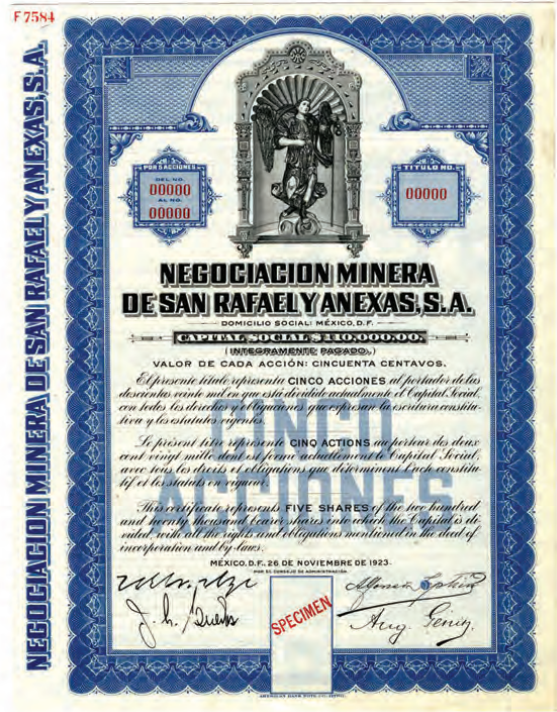 F 7584
NEGOCIACION MINERA DE SAN RAFAEL Y ANEXAS, S.A.
POR 5 ACCIONES
DEL NO.
00000
AL NO.
00000
TITULO NO.
00000
NEGOCIACION MINERA
DE SAN RAFAEL Y ANEXAS, S.A.
DOMICILIO SOCIAL: MÉXICO, D.F.
CAPITAL SOCIAL $110,000.00.
(INTEGRAMENTE PAGADO.)
VALOR DE CADA ACCIÓN: CINCUENTA CENTAVOS.
El presente título representa CINCO ACCIONES al portador de las
doscientas veinte mil en que está dividido actualmente el Capital Social,
con todos los derechos y obligaciones que expresan la escritura constitu-
tiva y los estatutos vigentes.
Le présent titre représente CINQ ACTIONS au porteur des deux
cent vingt mille dont est formé actuellement le Capital Social,
avec tous les droits et obligations que déterminent l'acte constitu-
tif et les statuts en vigueur.
This certificate represents FIVE SHARES of the two hundred
and twenty thousand bearer shares into which the Capital is di-
vided, with all the rights and obligations mentioned in the deed of
incorporation and by-laws.
CINCO
ACCIONES
MÉXICO, D.F., 26 DE NOVIEMBRE DE 1923.
POR EL CONSEJO DE ADMINISTRACIÓN.
SPECIMEN
Aug. Genin
AMERICAN BANK NOTE